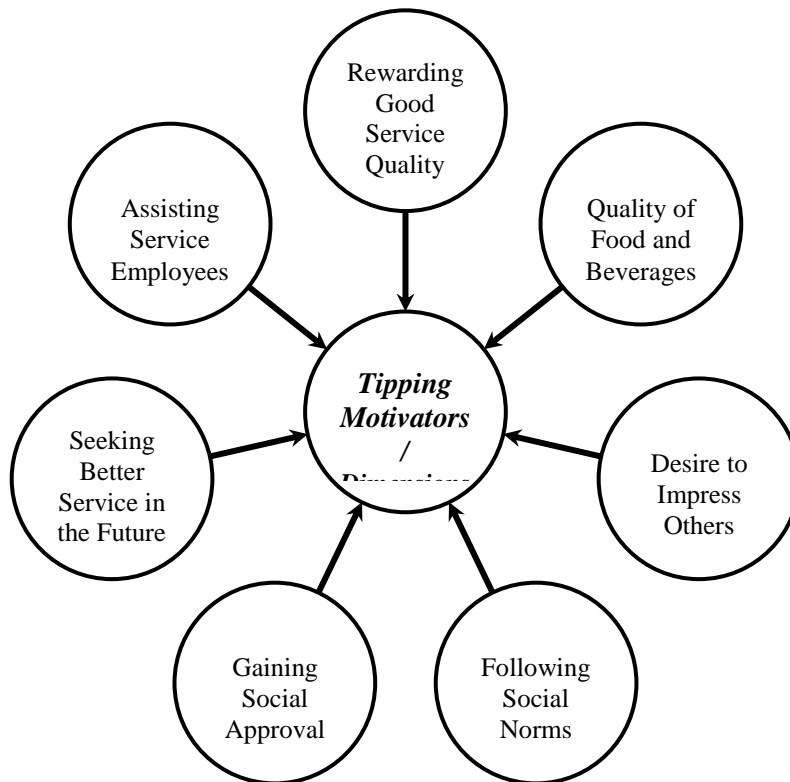 Rewarding
Good
Service
Quality
Assisting
Service
Employees
Quality of
Food and
Beverages
Tipping
Motivators
/
Dimensions
Seeking
Better
Service in
the Future
Desire to
Impress
Others
Gaining
Social
Approval
Following
Social
Norms